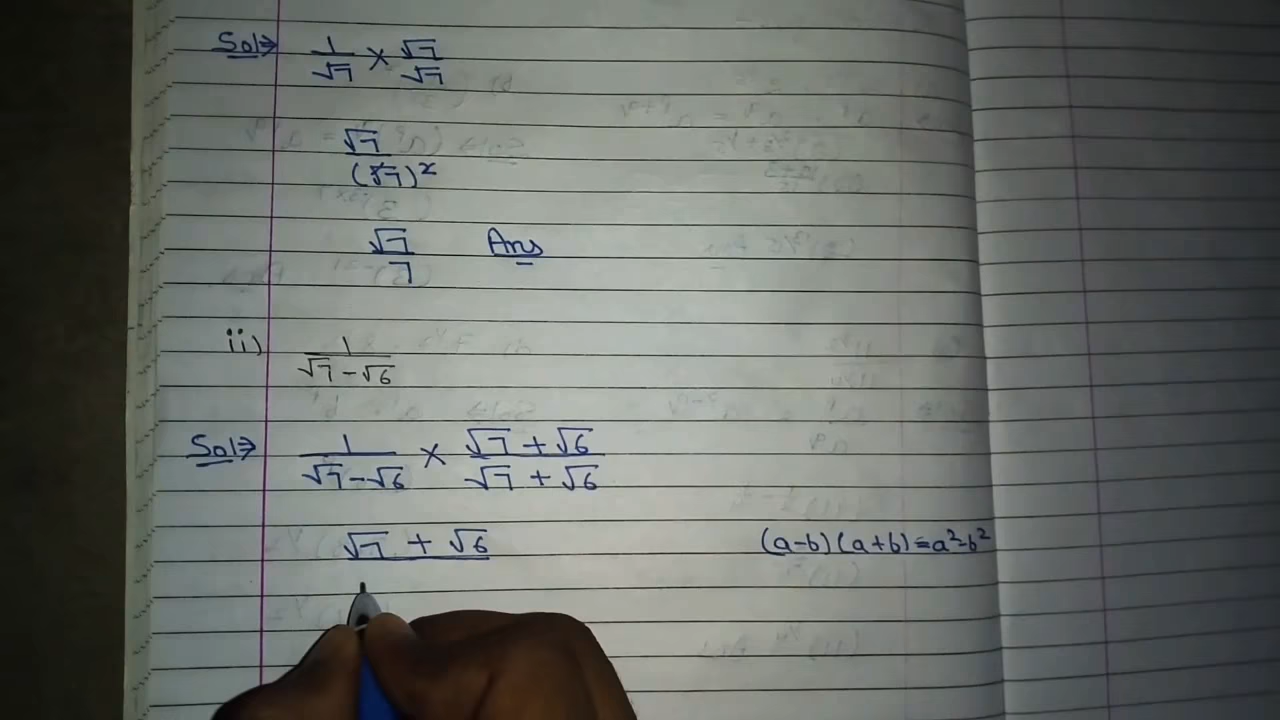 Sol⇒ 1/√7 × √7/√7
√7/(√7)²
√7/7 Ans
ii) 1/(√7-√6)
Sol⇒ 1/(√7-√6) × (√7+√6)/(√7+√6)
√7 + √6
(a-b)(a+b)=a²-b²